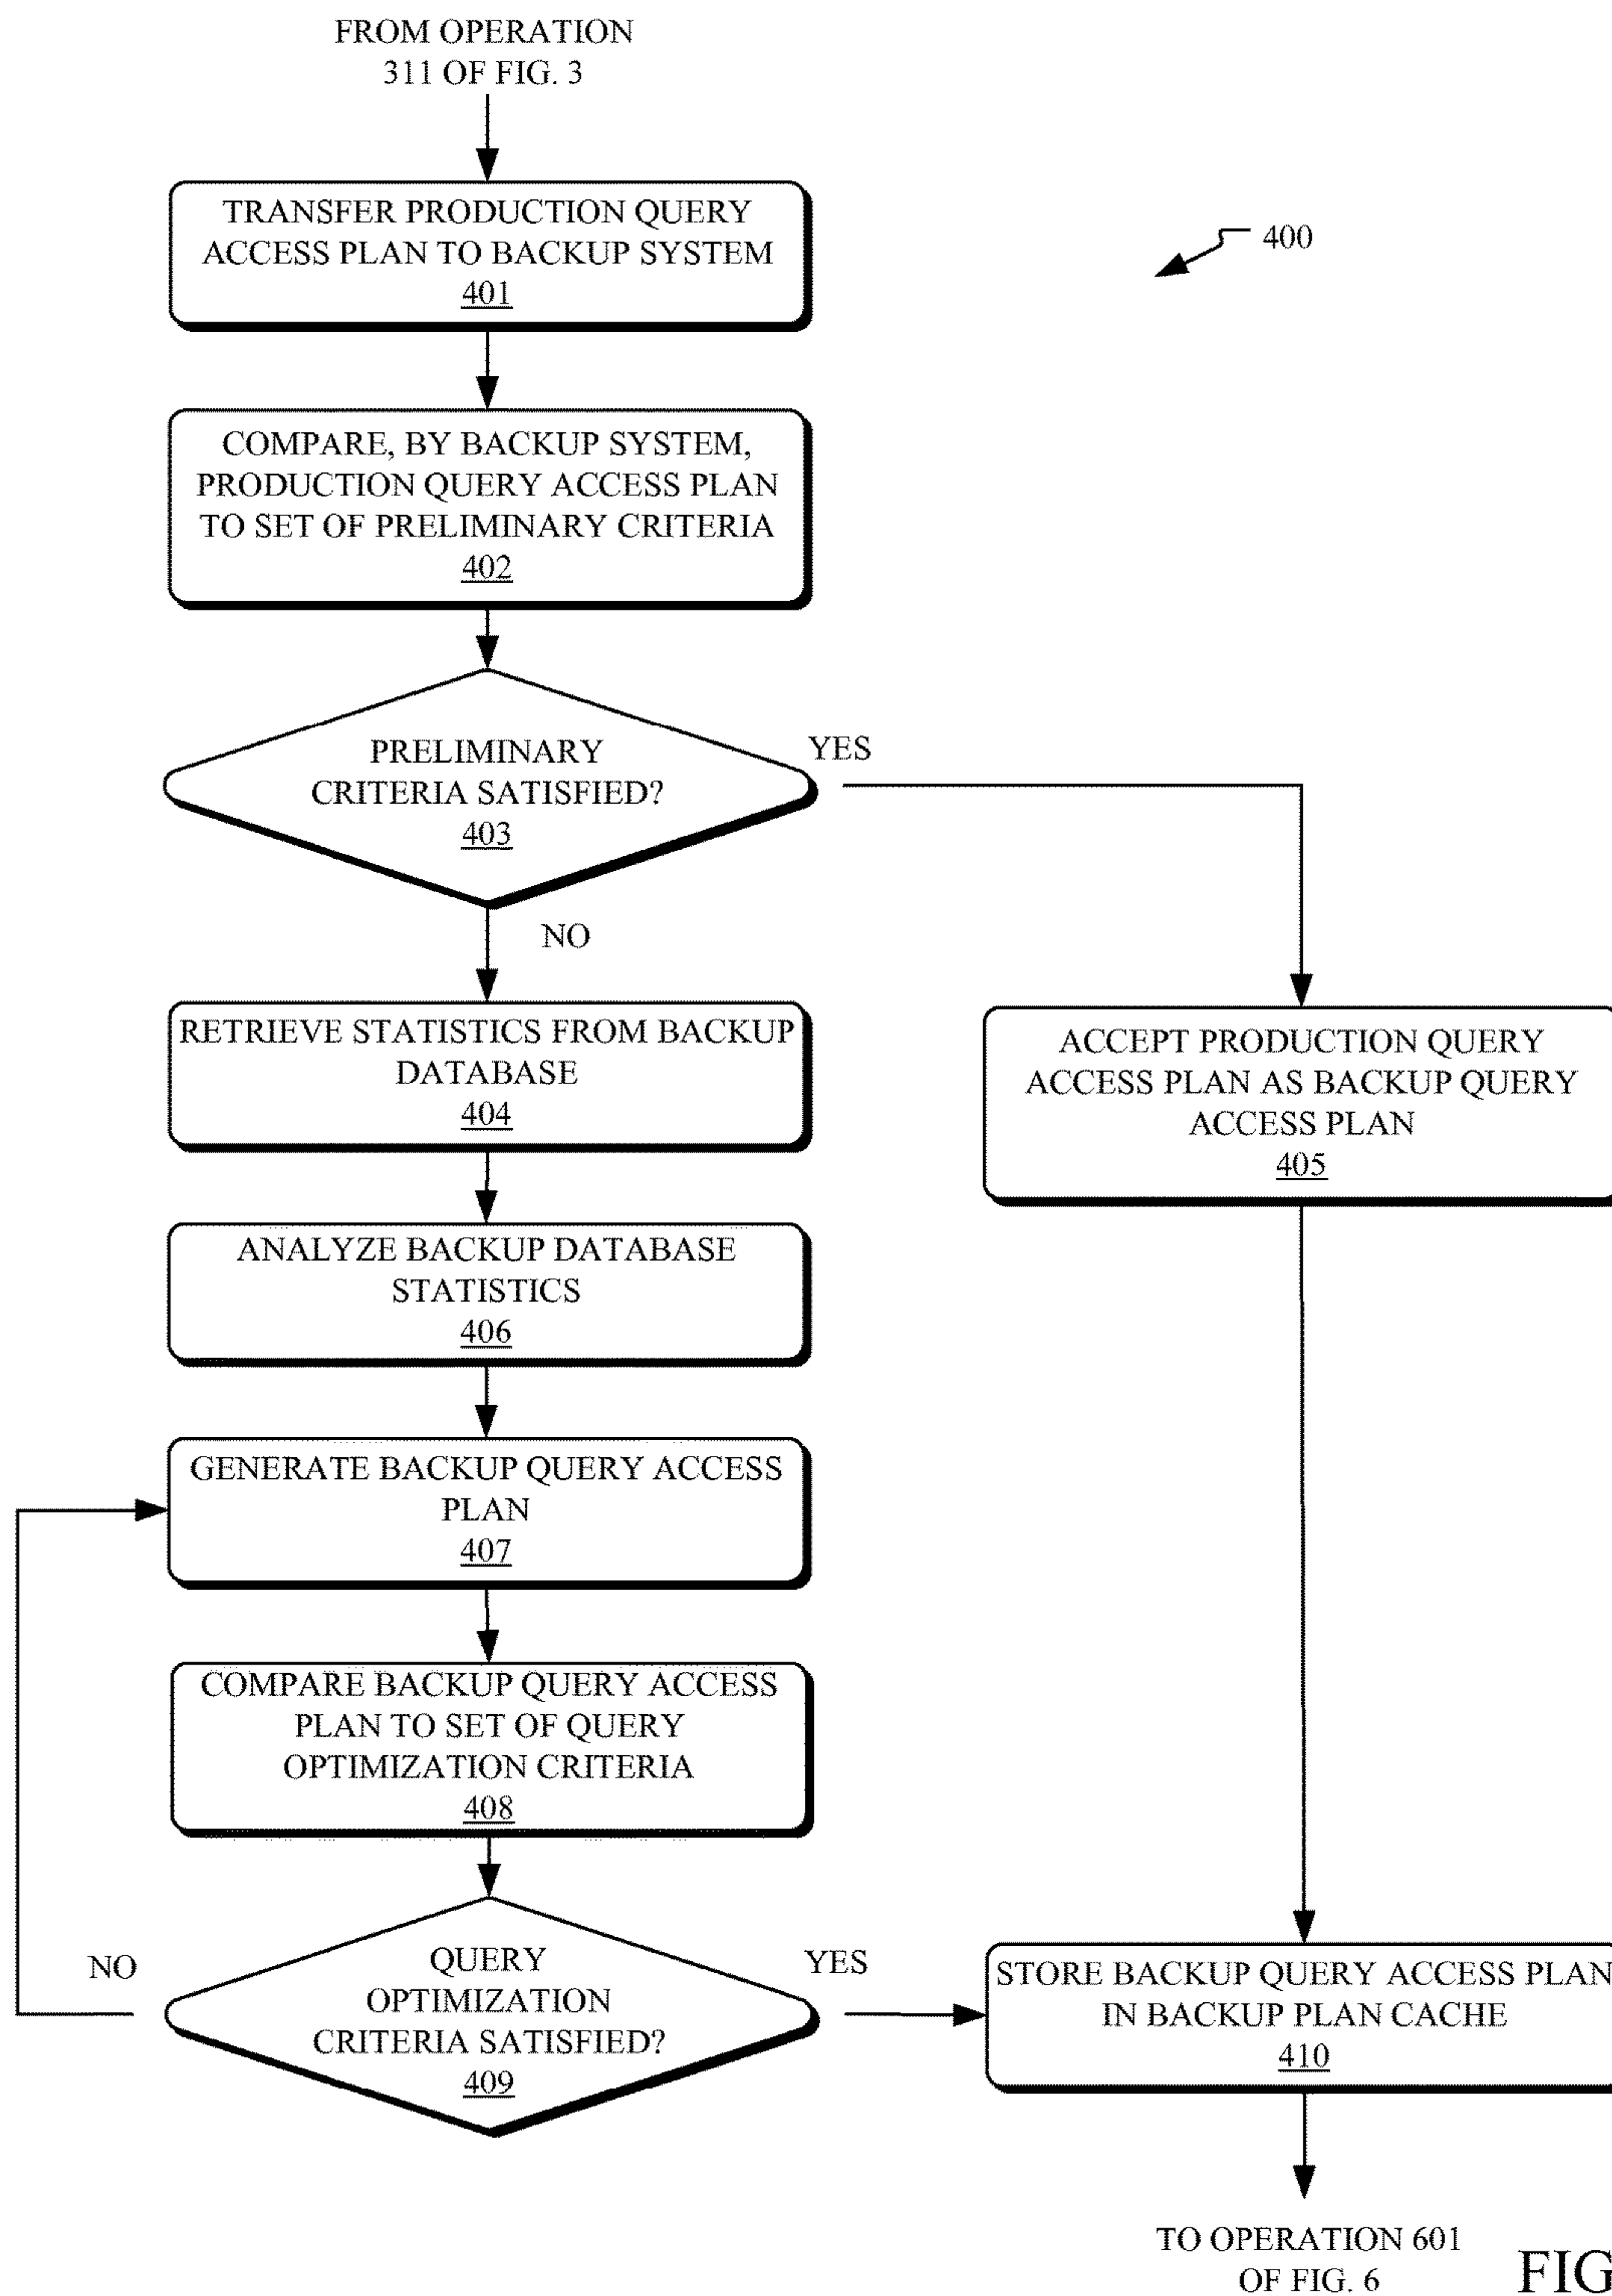 FROM OPERATION
311 OF FIG. 3
TRANSFER PRODUCTION QUERY
ACCESS PLAN TO BACKUP SYSTEM
401
400
COMPARE, BY BACKUP SYSTEM,
PRODUCTION QUERY ACCESS PLAN
TO SET OF PRELIMINARY CRITERIA
402
PRELIMINARY
CRITERIA SATISFIED?
403
YES
NO
RETRIEVE STATISTICS FROM BACKUP
DATABASE
404
ACCEPT PRODUCTION QUERY
ACCESS PLAN AS BACKUP QUERY
ACCESS PLAN
405
ANALYZE BACKUP DATABASE
STATISTICS
406
GENERATE BACKUP QUERY ACCESS
PLAN
407
COMPARE BACKUP QUERY ACCESS
PLAN TO SET OF QUERY
OPTIMIZATION CRITERIA
408
NO
QUERY
OPTIMIZATION
CRITERIA SATISFIED?
409
YES
STORE BACKUP QUERY ACCESS PLAN
IN BACKUP PLAN CACHE
410
TO OPERATION 601
OF FIG. 6
FIG